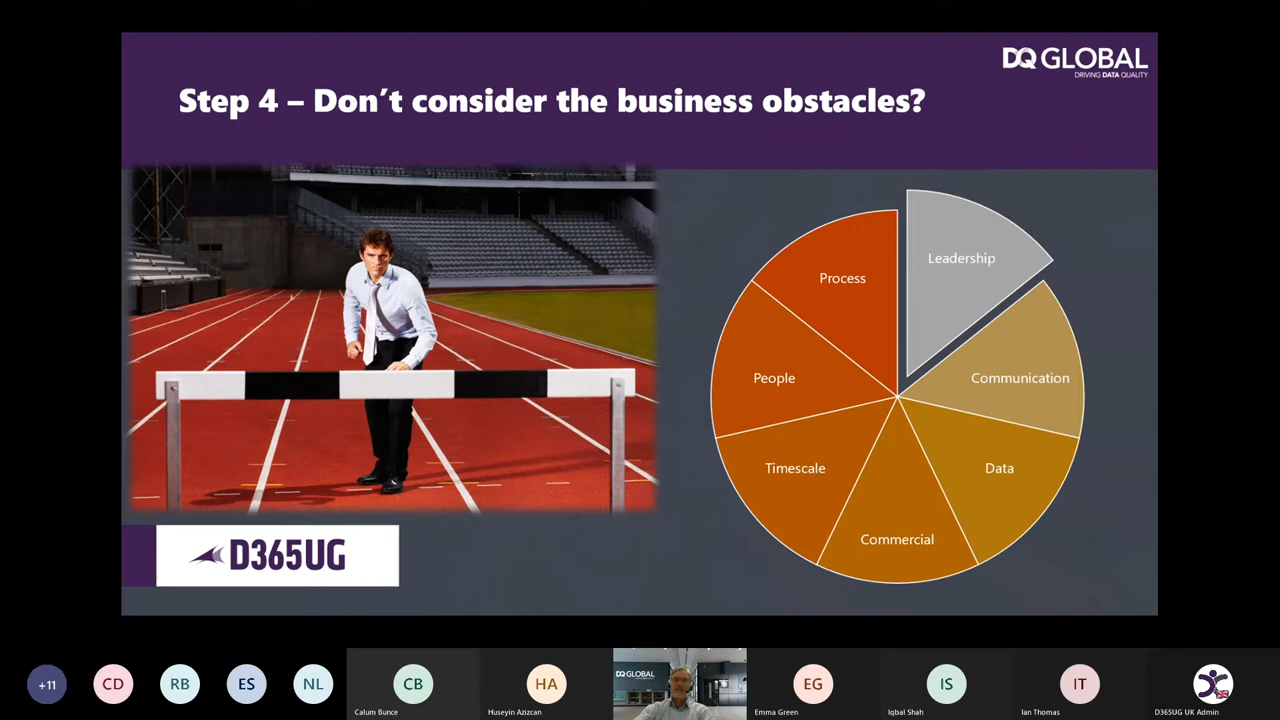 DQ GLOBAL
DRIVING DATA QUALITY
Step 4 – Don't consider the business obstacles?
Process
Leadership
People
Communication
Timescale
Data
Commercial
D365UG
+11
CD
RB
ES
NL
CB
Calum Bunce
HA
Huseyin Azizcan
DQ GLOBAL
EG
Emma Green
IS
Iqbal Shah
IT
Ian Thomas
D365UG UK Admin